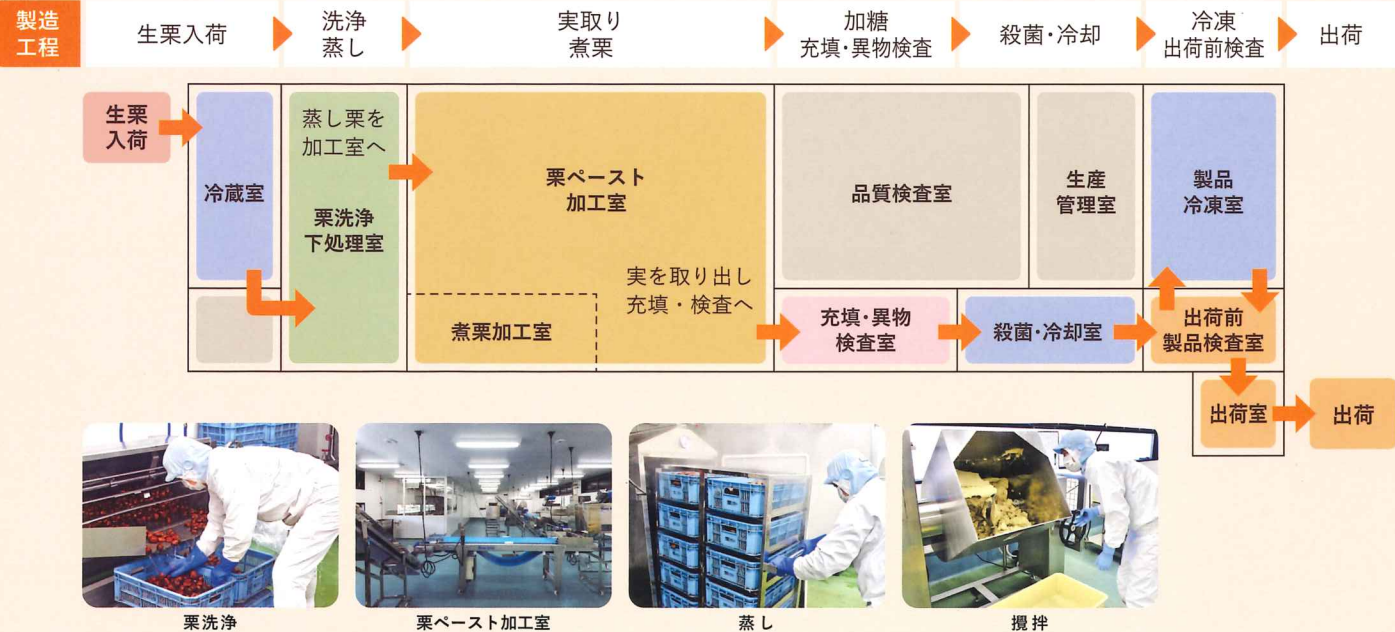 製造
工程
生栗入荷
洗浄
蒸し
実取り
煮栗
加糖
充填・異物検査
殺菌・冷却
冷凍
出荷前検査
出荷
生栗
入荷
冷蔵室
蒸し栗を
加工室へ
栗洗浄
下処理室
栗ペースト
加工室
実を取り出し
充填・検査へ
煮栗加工室
品質検査室
生産
管理室
製品
冷凍室
充填・異物
検査室
殺菌・冷却室
出荷前
製品検査室
出荷室
出荷
栗洗浄
栗ペースト加工室
蒸し
攪拌